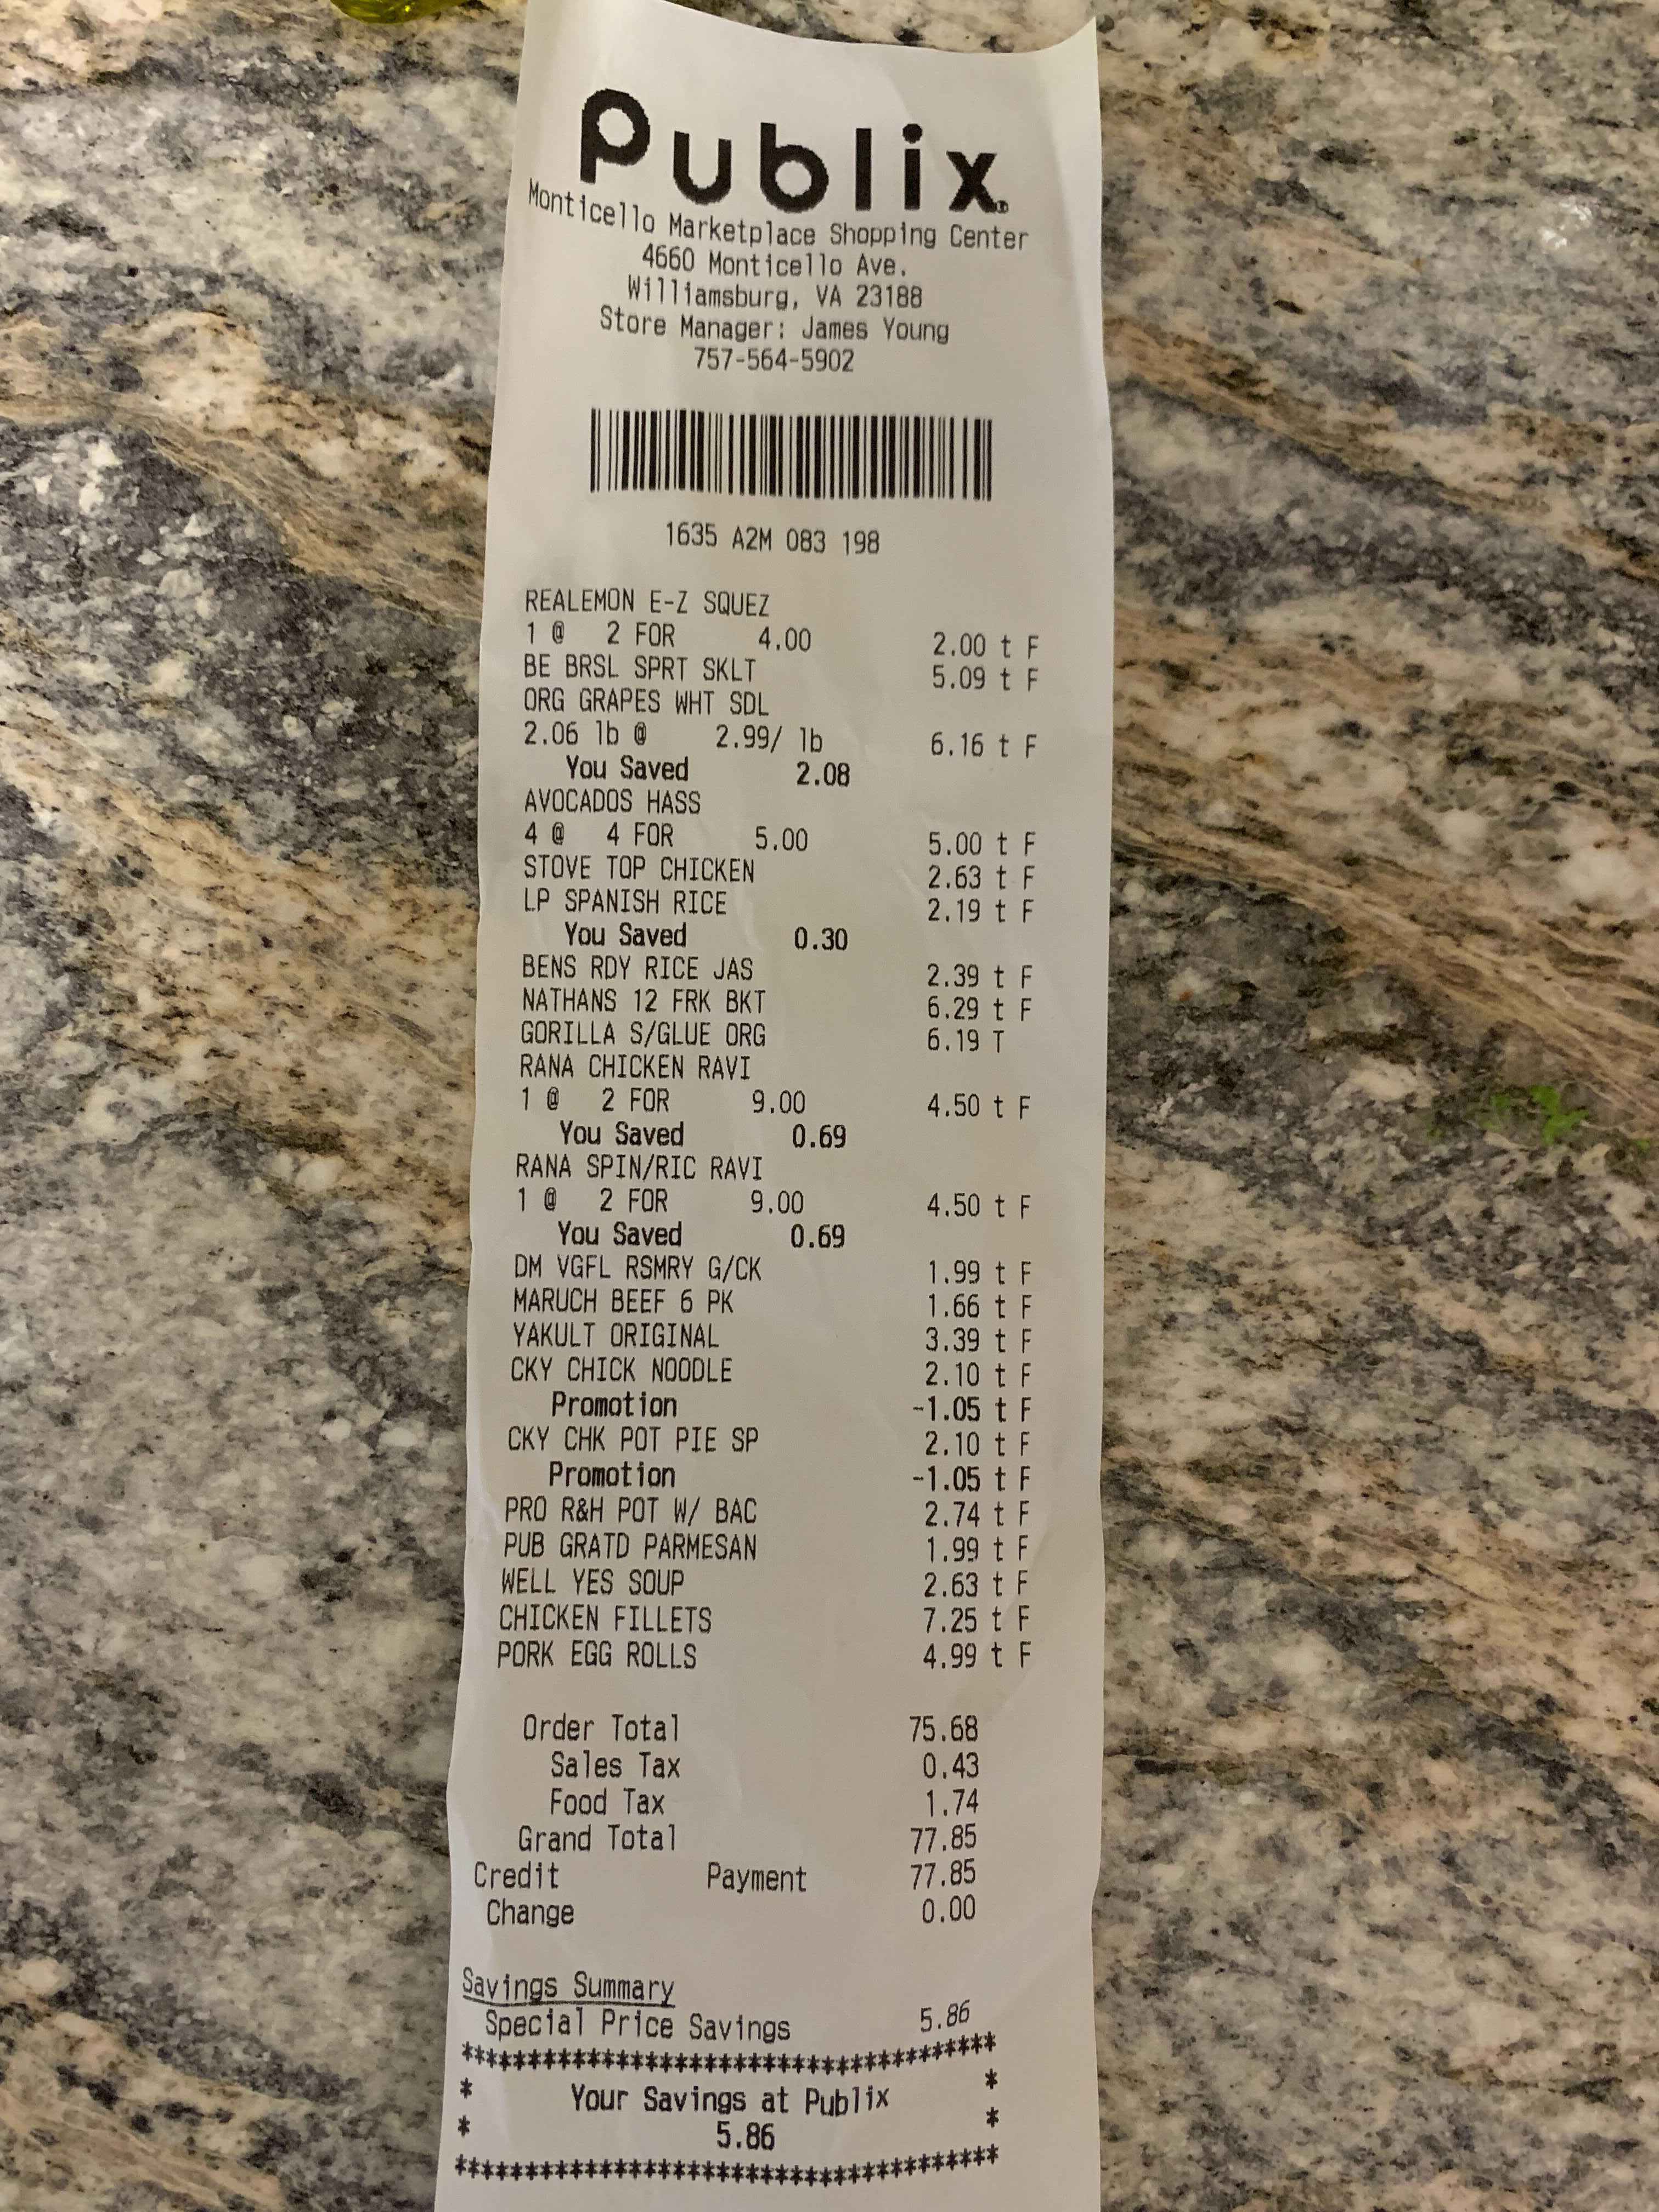 Publix
Monticello Marketplace Shopping Center
4660 Monticello Ave.
Williamsburg, VA 23188
Store Manager: James Young
757-564-5902
1635 A2M 083 198
REALEMON E-Z SQUEZ
1 @ 2 FOR 4.00 2.00 t F
BE BRSL SPRT SKLT 5.09 t F
ORG GRAPES WHT SDL
2.06 lb @ 2.99/ lb 6.16 t F
You Saved 2.08
AVOCADOS HASS
4 @ 4 FOR 5.00 5.00 t F
STOVE TOP CHICKEN 2.63 t F
LP SPANISH RICE 2.19 t F
You Saved 0.30
BENS RDY RICE JAS 2.39 t F
NATHANS 12 FRK BKT 6.29 t F
GORILLA S/GLUE ORG 6.19 T
RANA CHICKEN RAVI
1 @ 2 FOR 9.00 4.50 t F
You Saved 0.69
RANA SPIN/RIC RAVI
1 @ 2 FOR 9.00 4.50 t F
You Saved 0.69
DM VGFL RSMRY G/CK 1.99 t F
MARUCH BEEF 6 PK 1.66 t F
YAKULT ORIGINAL 3.39 t F
CKY CHICK NOODLE 2.10 t F
Promotion -1.05 t F
CKY CHK POT PIE SP 2.10 t F
Promotion -1.05 t F
PRO R&H POT W/ BAC 2.74 t F
PUB GRATD PARMESAN 1.99 t F
WELL YES SOUP 2.63 t F
CHICKEN FILLETS 7.25 t F
PORK EGG ROLLS 4.99 t F
Order Total 75.68
Sales Tax 0.43
Food Tax 1.74
Grand Total 77.85
Credit Payment 77.85
Change 0.00
Savings Summary
Special Price Savings 5.86
****************************************
* Your Savings at Publix *
* 5.86 *
****************************************